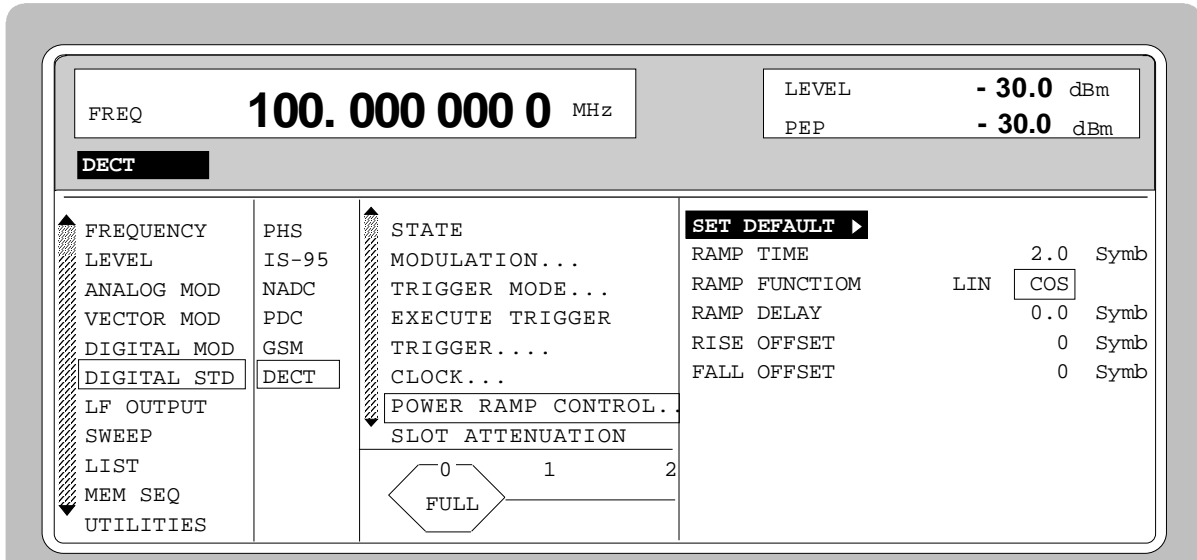 FREQ 100. 000 000 0 MHz
LEVEL - 30.0 dBm
PEP - 30.0 dBm
DECT
FREQUENCY
LEVEL
ANALOG MOD
VECTOR MOD
DIGITAL MOD
DIGITAL STD
LF OUTPUT
SWEEP
LIST
MEM SEQ
UTILITIES
PHS
IS-95
NADC
PDC
GSM
DECT
STATE
MODULATION...
TRIGGER MODE...
EXECUTE TRIGGER
TRIGGER....
CLOCK...
POWER RAMP CONTROL..
SLOT ATTENUATION
0 1 2
FULL
SET DEFAULT
RAMP TIME 2.0 Symb
RAMP FUNCTIOM LIN COS
RAMP DELAY 0.0 Symb
RISE OFFSET 0 Symb
FALL OFFSET 0 Symb